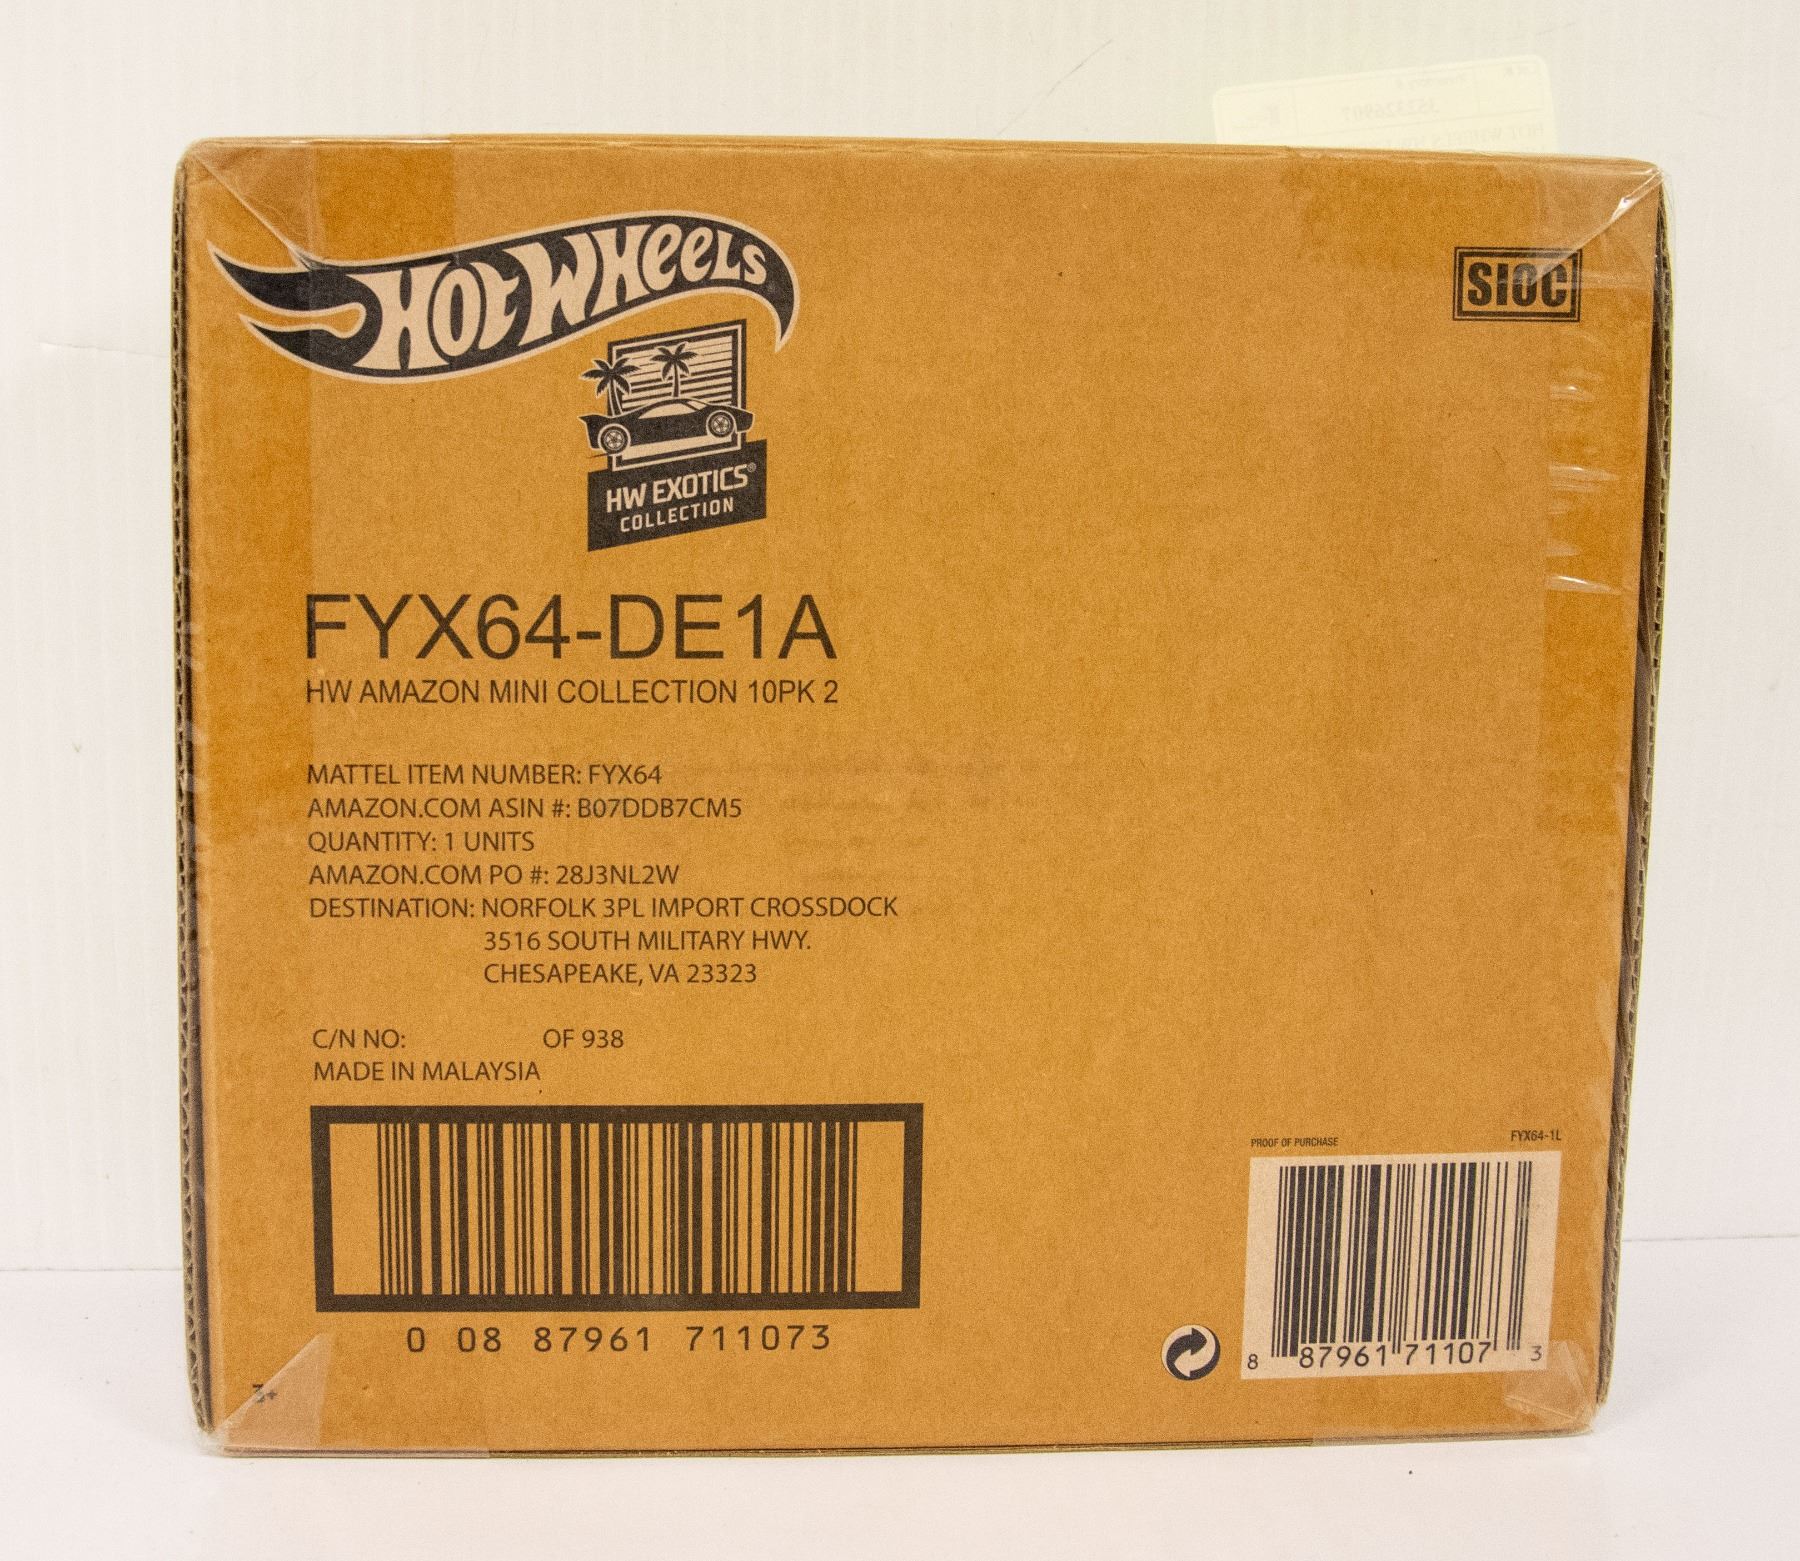 HOT WHEELS
SIOC
HW EXOTICS®
COLLECTION
FYX64-DE1A
HW AMAZON MINI COLLECTION 10PK 2
MATTEL ITEM NUMBER: FYX64
AMAZON.COM ASIN #: B07DDB7CM5
QUANTITY: 1 UNITS
AMAZON.COM PO #: 28J3NL2W
DESTINATION: NORFOLK 3PL IMPORT CROSSDOCK
3516 SOUTH MILITARY HWY.
CHESAPEAKE, VA 23323
C/N NO: OF 938
MADE IN MALAYSIA
0 08 87961 711073
PROOF OF PURCHASE
FYX64-1L
8 87961 71107 3
3+